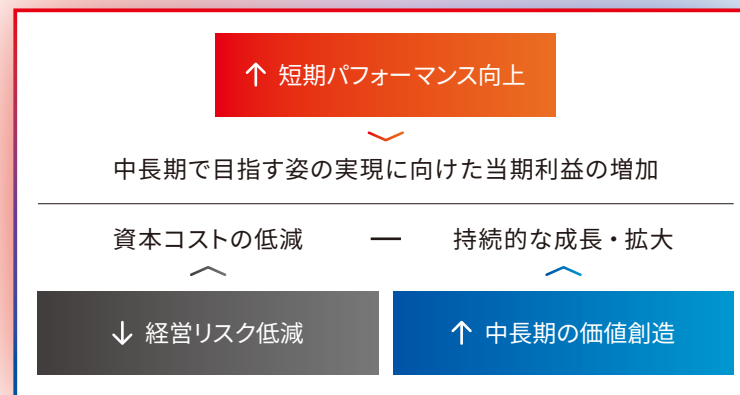 ↑ 短期パフォーマンス向上
中長期で目指す姿の実現に向けた当期利益の増加
資本コストの低減 ー 持続的な成長・拡大
↓ 経営リスク低減
↑ 中長期の価値創造